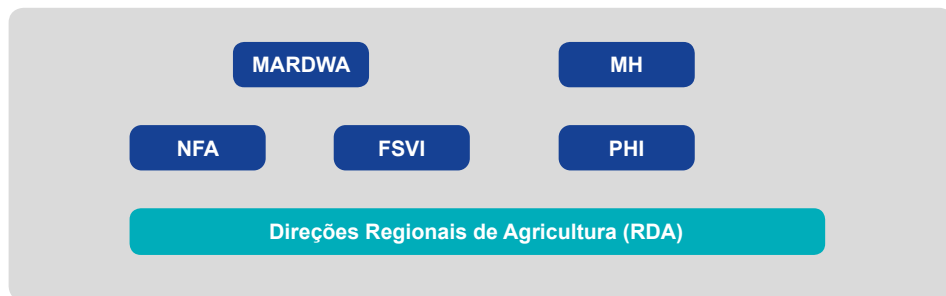 MARDWA
MH
NFA
FSVI
PHI
Direções Regionais de Agricultura (RDA)